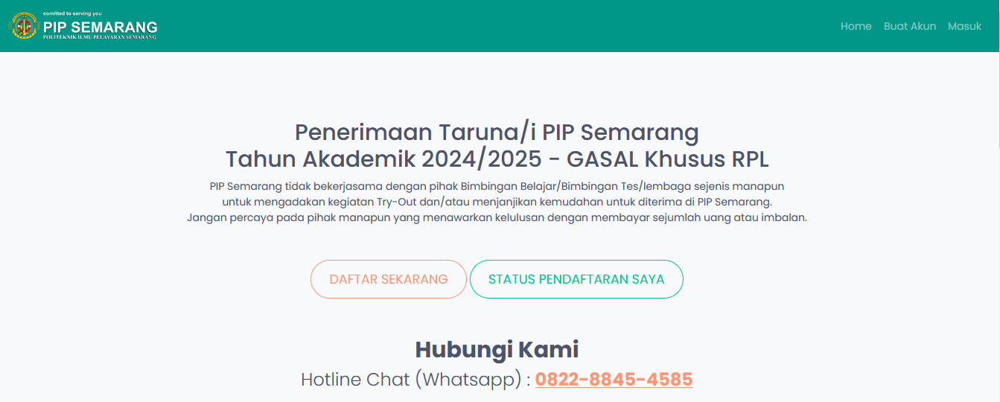 comitted to serving you
PIP SEMARANG
POLITEKNIK ILMU PELAYARAN SEMARANG
Home Buat Akun Masuk
Penerimaan Taruna/i PIP Semarang
Tahun Akademik 2024/2025 - GASAL Khusus RPL
PIP Semarang tidak bekerjasama dengan pihak Bimbingan Belajar/Bimbingan Tes/lembaga sejenis manapun
untuk mengadakan kegiatan Try-Out dan/atau menjanjikan kemudahan untuk diterima di PIP Semarang.
Jangan percaya pada pihak manapun yang menawarkan kelulusan dengan membayar sejumlah uang atau imbalan.
DAFTAR SEKARANG STATUS PENDAFTARAN SAYA
Hubungi Kami
Hotline Chat (Whatsapp) : 0822-8845-4585